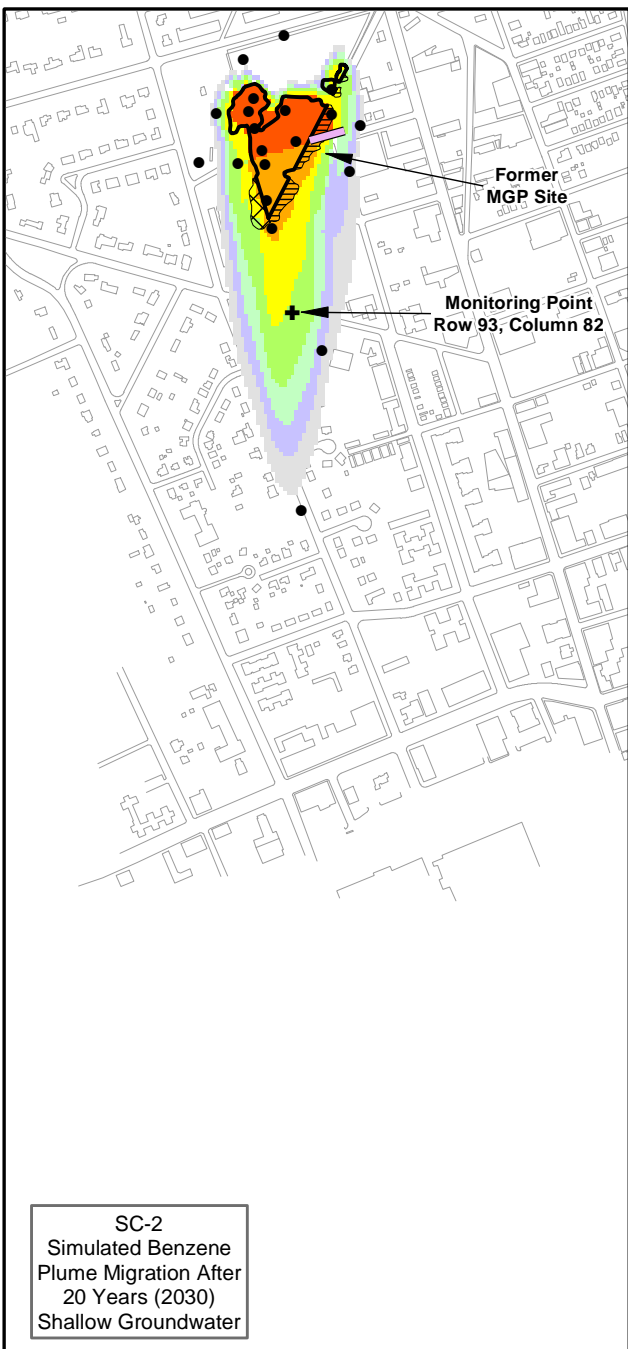 Former
MGP Site
Monitoring Point
Row 93, Column 82
SC-2
Simulated Benzene
Plume Migration After
20 Years (2030)
Shallow Groundwater